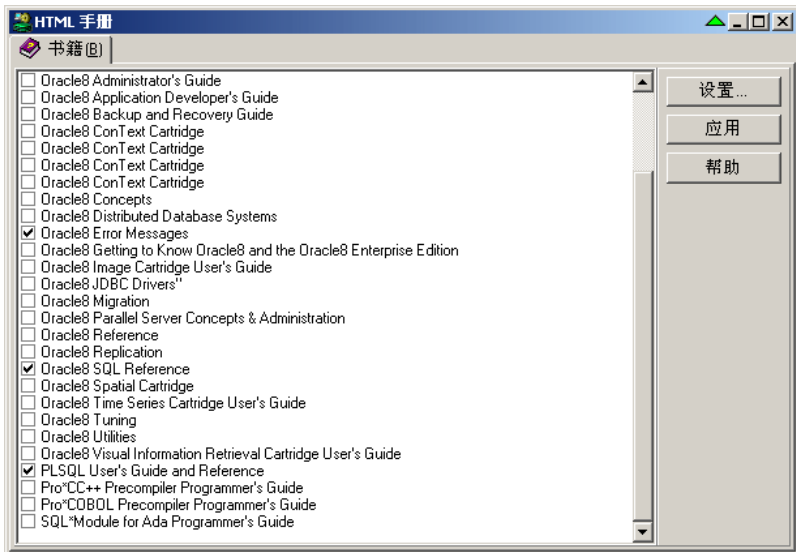 HTML 手册
书籍(B)
Oracle8 Administrator's Guide
Oracle8 Application Developer's Guide
Oracle8 Backup and Recovery Guide
Oracle8 ConText Cartridge
Oracle8 ConText Cartridge
Oracle8 ConText Cartridge
Oracle8 ConText Cartridge
Oracle8 Concepts
Oracle8 Distributed Database Systems
Oracle8 Error Messages
Oracle8 Getting to Know Oracle8 and the Oracle8 Enterprise Edition
Oracle8 Image Cartridge User's Guide
Oracle8 JDBC Drivers"
Oracle8 Migration
Oracle8 Parallel Server Concepts & Administration
Oracle8 Reference
Oracle8 Replication
Oracle8 SQL Reference
Oracle8 Spatial Cartridge
Oracle8 Time Series Cartridge User's Guide
Oracle8 Tuning
Oracle8 Utilities
Oracle8 Visual Information Retrieval Cartridge User's Guide
PLSQL User's Guide and Reference
Pro*CC++ Precompiler Programmer's Guide
Pro*COBOL Precompiler Programmer's Guide
SQL*Module for Ada Programmer's Guide
设置...
应用
帮助